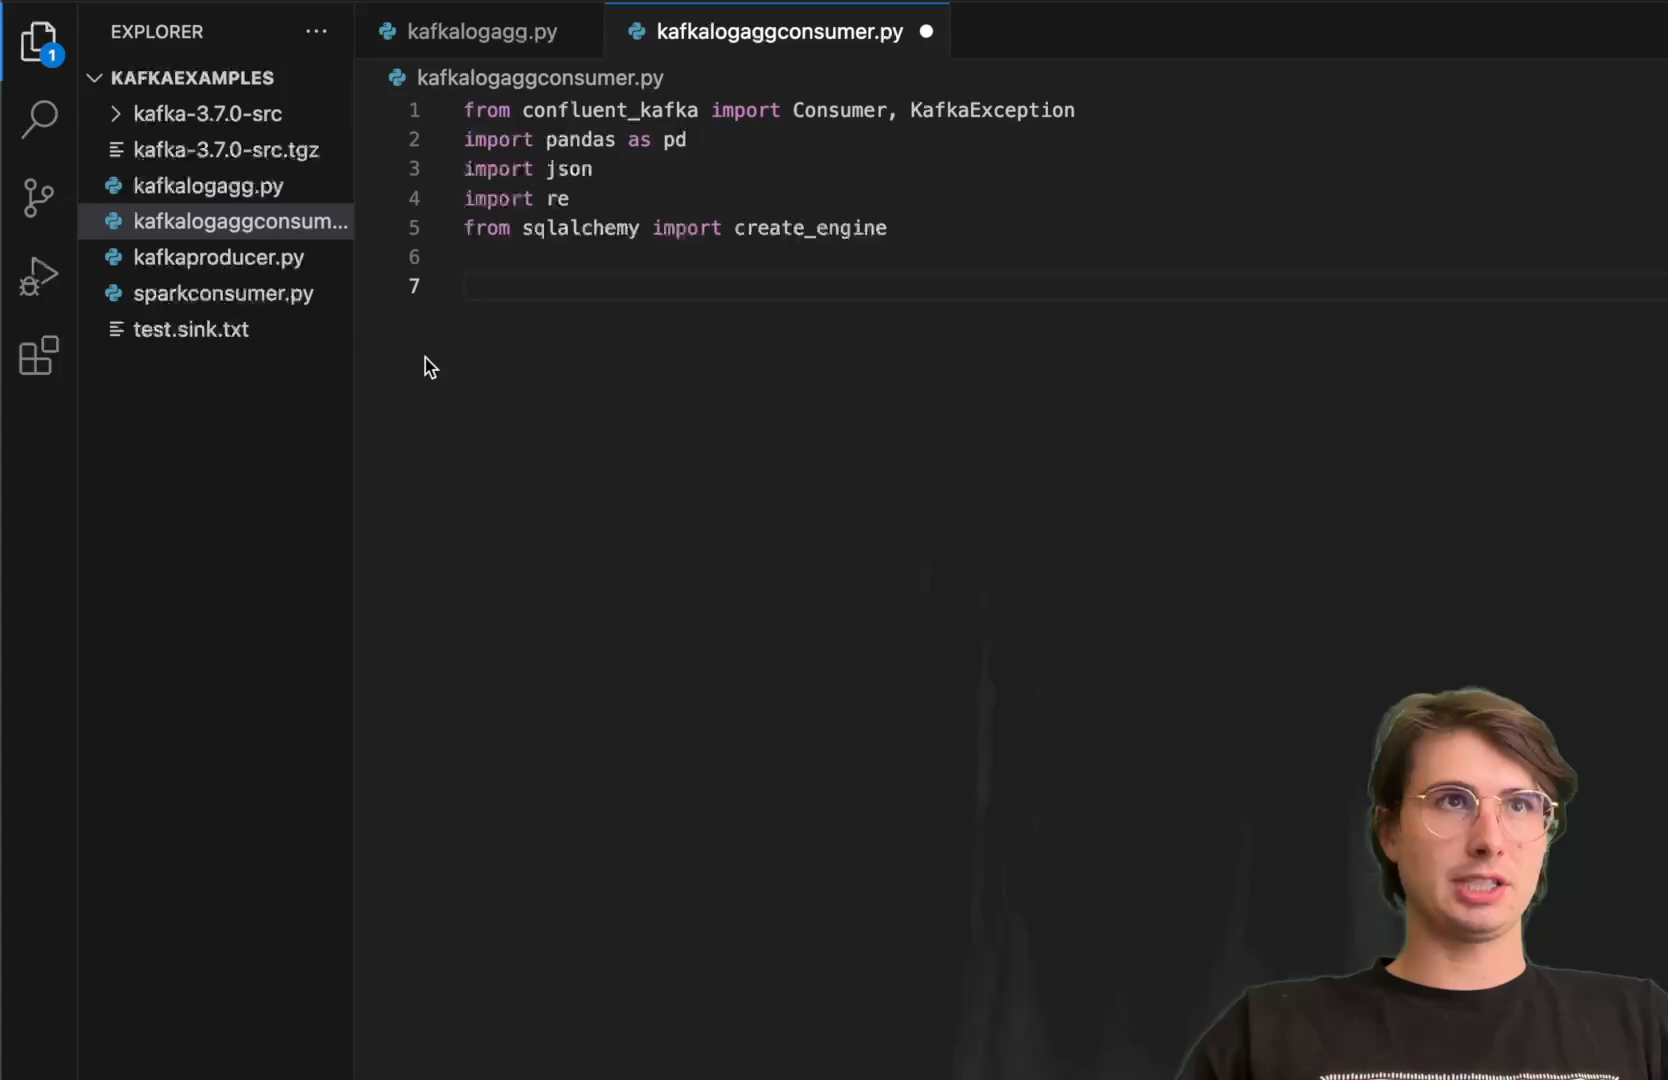 EXPLORER
1
KAFKAEXAMPLES
kafka-3.7.0-src
kafka-3.7.0-src.tgz
kafkalogagg.py
kafkalogaggconsum...
kafkaproducer.py
sparkconsumer.py
test.sink.txt
kafkalogagg.py
kafkalogaggconsumer.py
kafkalogaggconsumer.py
1 from confluent_kafka import Consumer, KafkaException
2 import pandas as pd
3 import json
4 import re
5 from sqlalchemy import create_engine
6
7